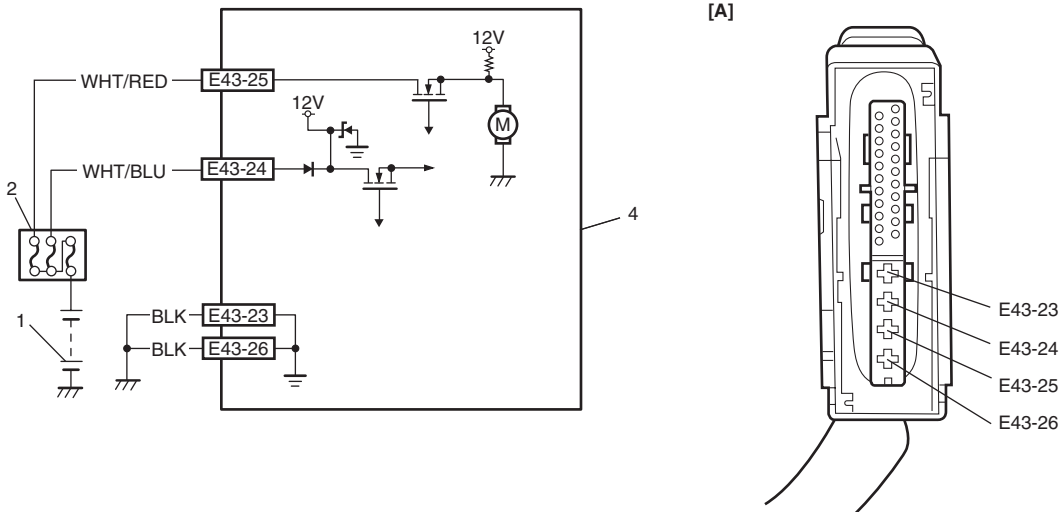 [A]
12V
WHT/RED E43-25
12V
M
WHT/BLU E43-24
2
4
1
BLK E43-23
BLK E43-26
E43-23
E43-24
E43-25
E43-26